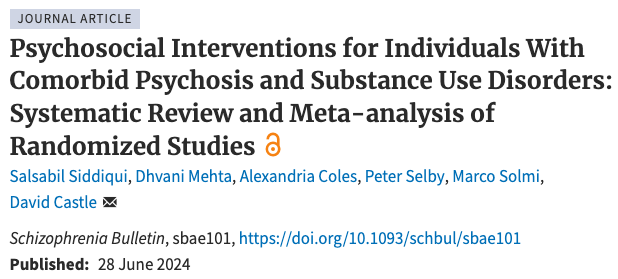 JOURNAL ARTICLE
Psychosocial Interventions for Individuals With
Comorbid Psychosis and Substance Use Disorders:
Systematic Review and Meta-analysis of
Randomized Studies
Salsabil Siddiqui, Dhvani Mehta, Alexandria Coles, Peter Selby, Marco Solmi,
David Castle
Schizophrenia Bulletin, sbae101, https://doi.org/10.1093/schbul/sbae101
Published: 28 June 2024